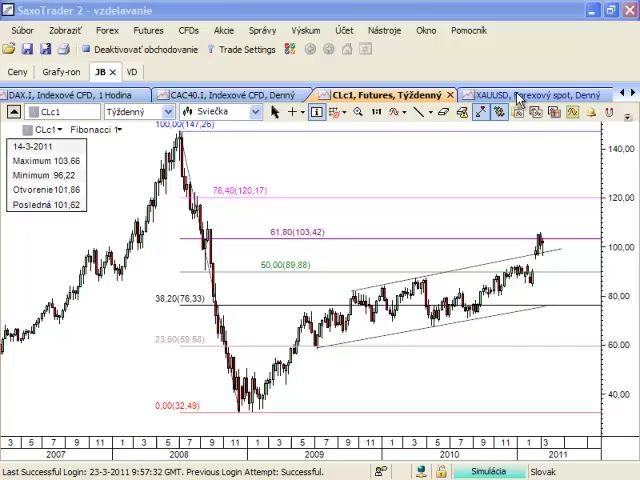 SaxoTrader 2 - vzdelavanie
Súbor Zobraziť Forex Futures CFDs Akcie Správy Výskum Účet Nástroje Okno Pomocník
Deaktivovať obchodovanie Trade Settings
Ceny Grafy-ron JB VD
DAX.I, Indexové CFD, 1 Hodina CAC40.I, Indexové CFD, Denný CLc1, Futures, Týždenný XAUUSD, Forexový spot, Denný
CLc1 Týždenný Sviečka 1:1
CLc1 Fibonacci 1
14-3-2011
Maximum 103,66
Minimum 96,22
Otvorenie 101,86
Posledná 101,62
100,00(147,26)
76,40(120,17)
61,80(103,42)
50,00(89,88)
38,20(76,33)
23,60(59,58)
0,00(32,49)
140,00
120,00
100,00
80,00
60,00
40,00
3 5 7 9 11 1 3 5 7 9 11 1 3 5 7 9 11 1 3 5 7 9 11 1 3
2007 2008 2009 2010 2011
Last Successful Login: 23-3-2011 9:57:32 GMT. Previous Login Attempt: Successful. Simulácia Slovak